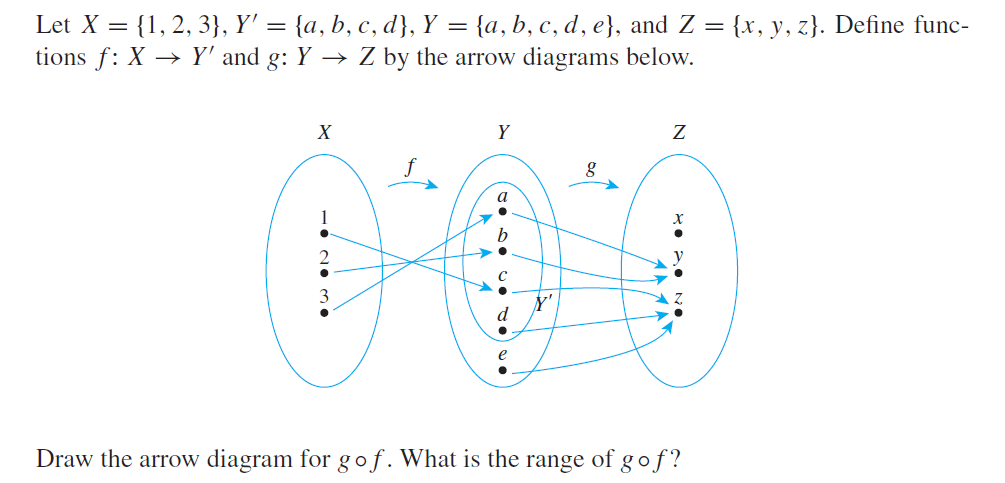 Let X = {1, 2, 3}, Y′ = {a, b, c, d}, Y = {a, b, c, d, e}, and Z = {x, y, z}. Define func-
tions f: X → Y′ and g: Y → Z by the arrow diagrams below.
X Y Z
f g
a
1 x
b
2 y
c
3 Y′ z
d
e
Draw the arrow diagram for g∘f. What is the range of g∘f?